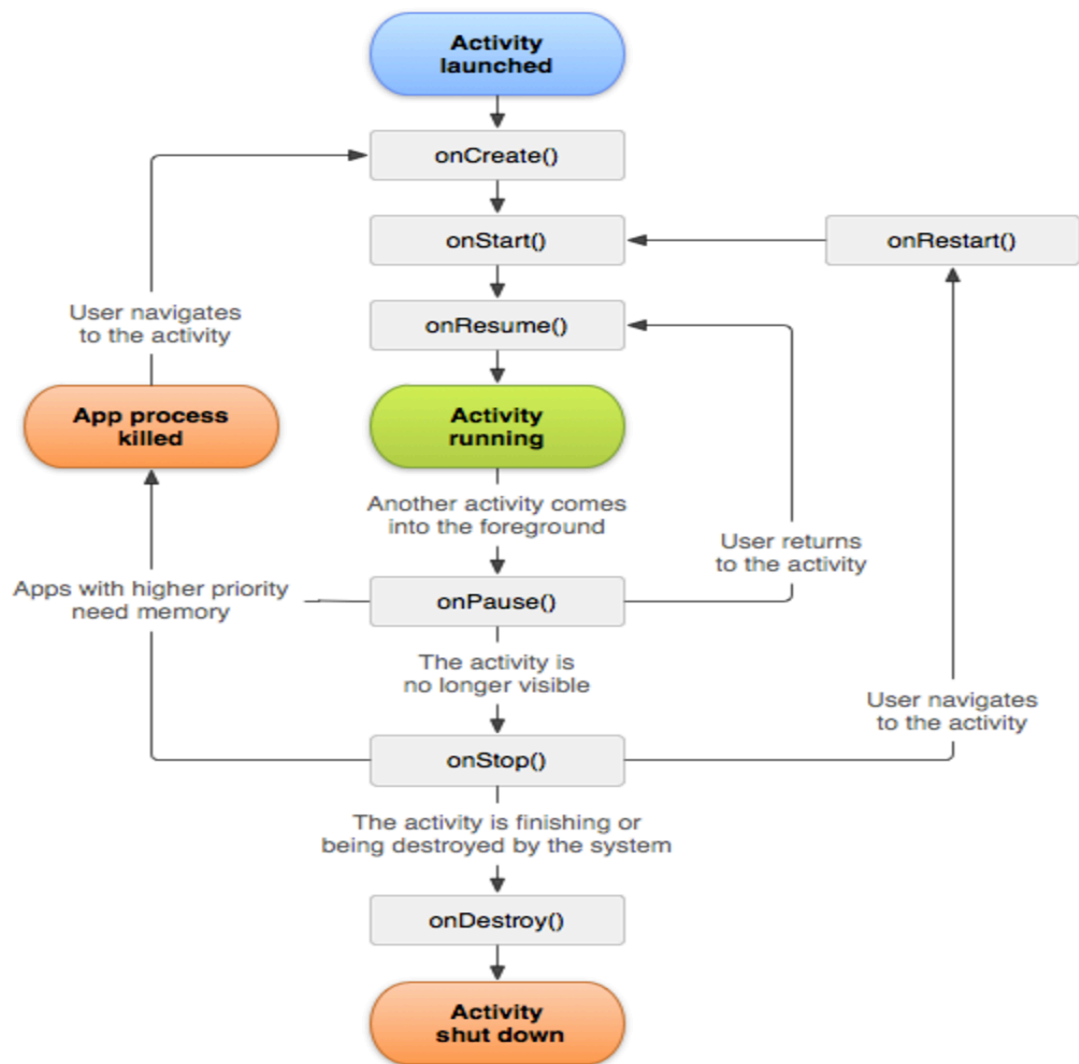 Activity
launched
onCreate()
onStart()
onRestart()
User navigates
to the activity
onResume()
App process
killed
Activity
running
Another activity comes
into the foreground
User returns
to the activity
Apps with higher priority
need memory
onPause()
The activity is
no longer visible
User navigates
to the activity
onStop()
The activity is finishing or
being destroyed by the system
onDestroy()
Activity
shut down